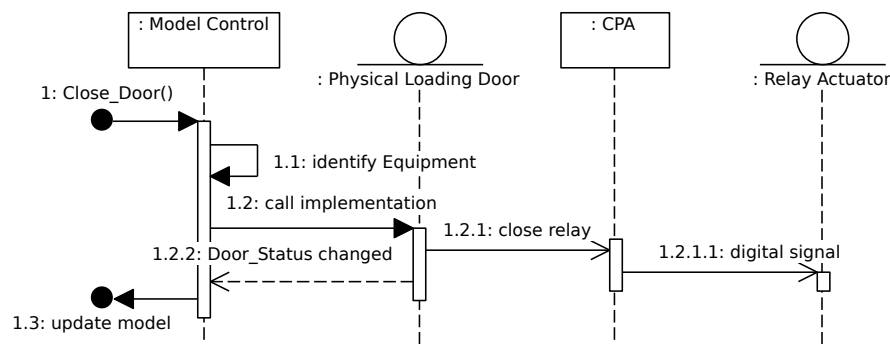 : Model Control
: CPA
: Physical Loading Door
: Relay Actuator
1: Close_Door()
1.1: identify Equipment
1.2: call implementation
1.2.1: close relay
1.2.2: Door_Status changed
1.2.1.1: digital signal
1.3: update model